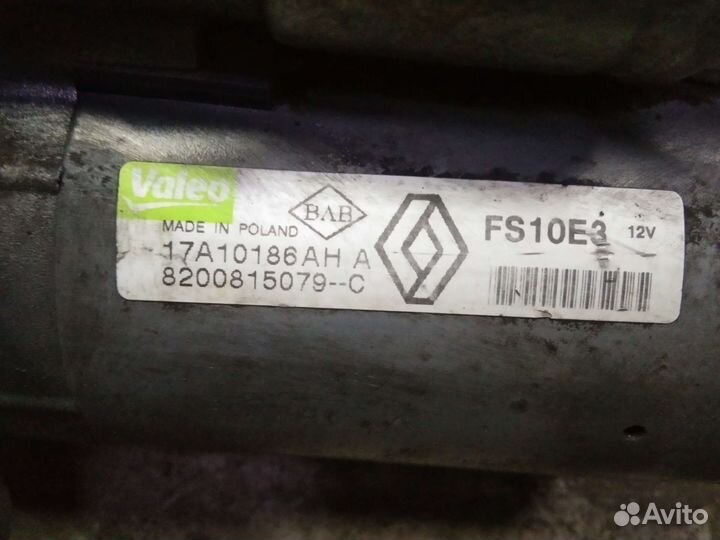 Valeo
MADE IN POLAND
BAB
17A10186AH A
8200815079--C
FS10E3 12V
Avito